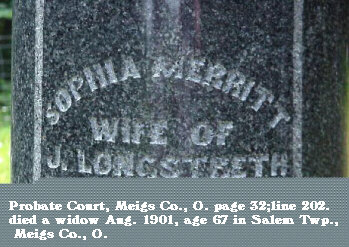 SOPHIA MERRITT
WIFE OF
J. LONGSTRETH
Probate Court, Meigs Co., O. page 32;line 202.
died a widow Aug. 1901, age 67 in Salem Twp.,
Meigs Co., O.